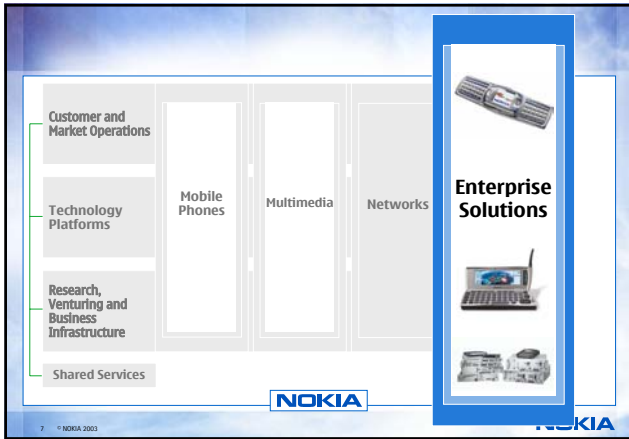 Customer and
Market Operations
Technology
Platforms
Research,
Venturing and
Business
Infrastructure
Shared Services
Mobile
Phones
Multimedia
Networks
Enterprise
Solutions
NOKIA
7 © NOKIA 2003
NOKIA